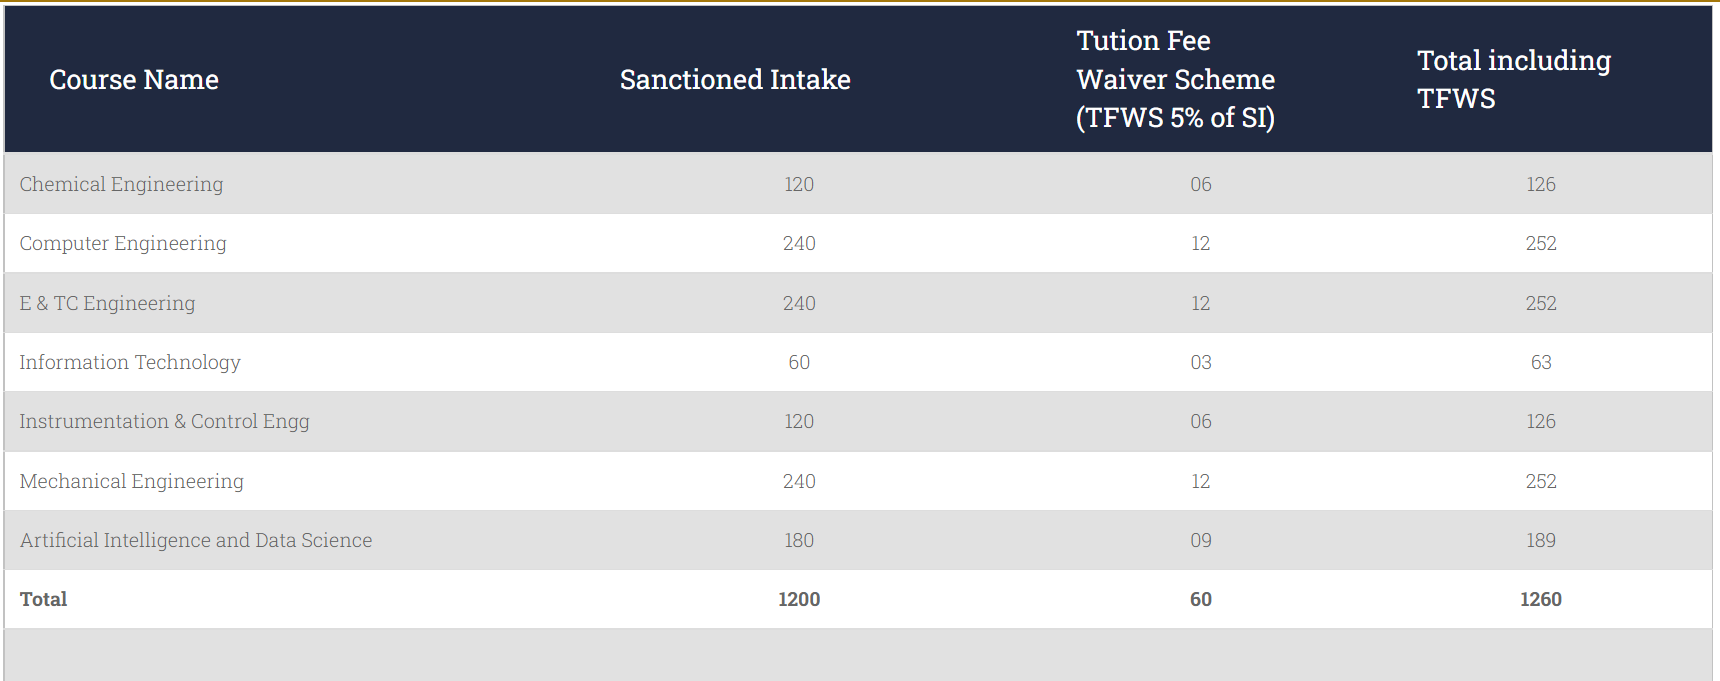 Course Name Sanctioned Intake Tution Fee Waiver Scheme (TFWS 5% of SI) Total including TFWS
Chemical Engineering 120 06 126
Computer Engineering 240 12 252
E & TC Engineering 240 12 252
Information Technology 60 03 63
Instrumentation & Control Engg 120 06 126
Mechanical Engineering 240 12 252
Artificial Intelligence and Data Science 180 09 189
Total 1200 60 1260